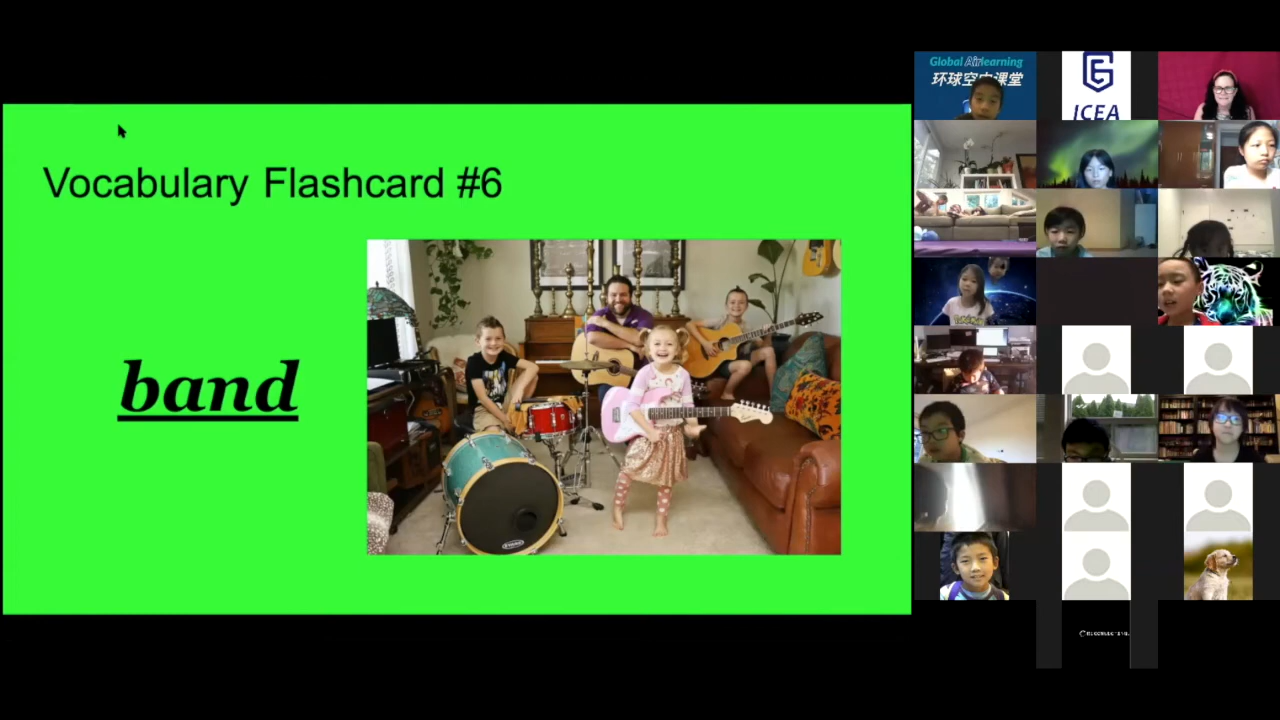 Vocabulary Flashcard #6
band
Global Airlearning
环球空中课堂
ICEA